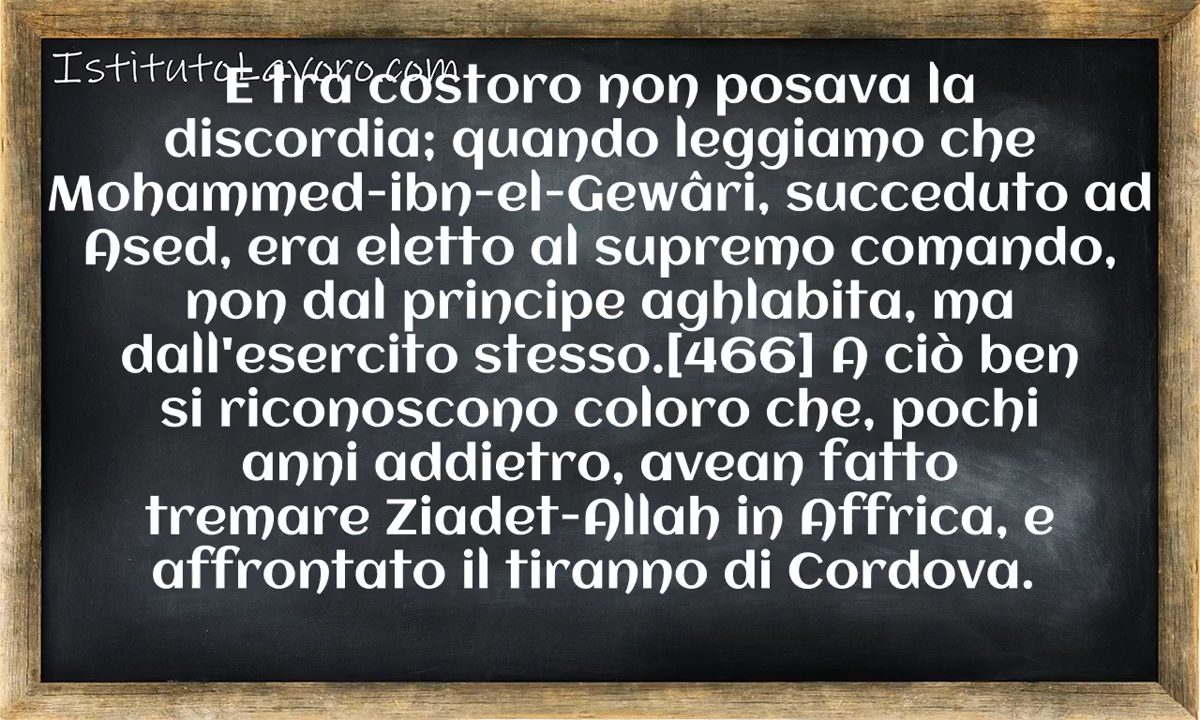 IstitutoLavoro.com
E tra costoro non posava la
discordia; quando leggiamo che
Mohammed-ibn-el-Gewâri, succeduto ad
Ased, era eletto al supremo comando,
non dal principe aghlabita, ma
dall'esercito stesso.[466] A ciò ben
si riconoscono coloro che, pochi
anni addietro, avean fatto
tremare Ziadet-Allah in Affrica, e
affrontato il tiranno di Cordova.